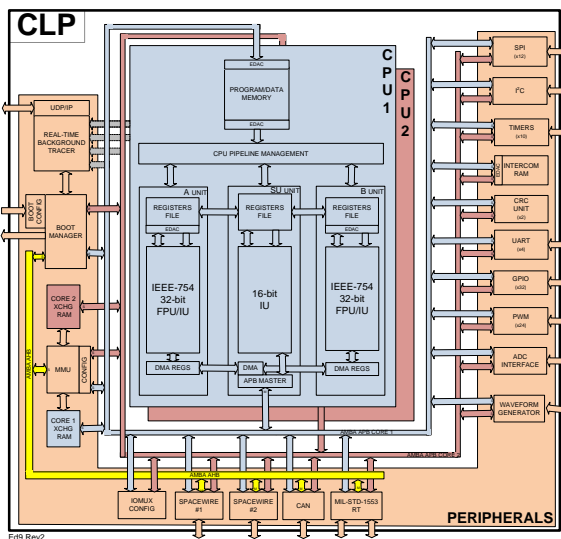 CLP
CPU1
CPU2
EDAC
PROGRAM/DATA
MEMORY
EDAC
CPU PIPELINE MANAGEMENT
A UNIT
REGISTERS
FILE
EDAC
IEEE-754
32-bit
FPU/IU
DMA REGS
SU UNIT
REGISTERS
FILE
16-bit
IU
DMA
APB MASTER
B UNIT
REGISTERS
FILE
EDAC
IEEE-754
32-bit
FPU/IU
DMA REGS
UDP/IP
REAL-TIME
BACKGROUND
TRACER
BOOT
CONFIG
BOOT
MANAGER
CORE 2
XCHG
RAM
MMU
CONFIG
CORE 1
XCHG
RAM
AMBA AHB
AMBA APB CORE 1
AMBA APB CORE
AMBA AHB
IOMUX
CONFIG
SPACEWIRE
#1
SPACEWIRE
#2
CAN
MIL-STD-1553
RT
SPI
(x12)
I²C
TIMERS
(x10)
EDAC
INTERCOM
RAM
CRC
UNIT
(x2)
UART
(x4)
GPIO
(x32)
PWM
(x24)
ADC
INTERFACE
WAVEFORM
GENERATOR
PERIPHERALS
Ed9 Rev2